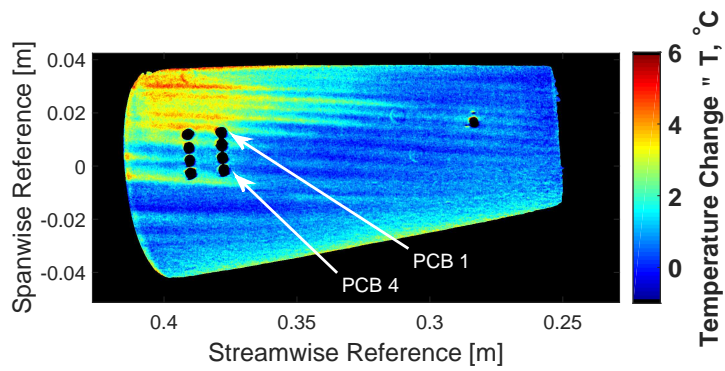 0.04
0.02
0
-0.02
-0.04
Spanwise Reference [m]
0.4
0.35
0.3
0.25
Streamwise Reference [m]
PCB 1
PCB 4
6
4
2
0
Temperature Change " T, °C